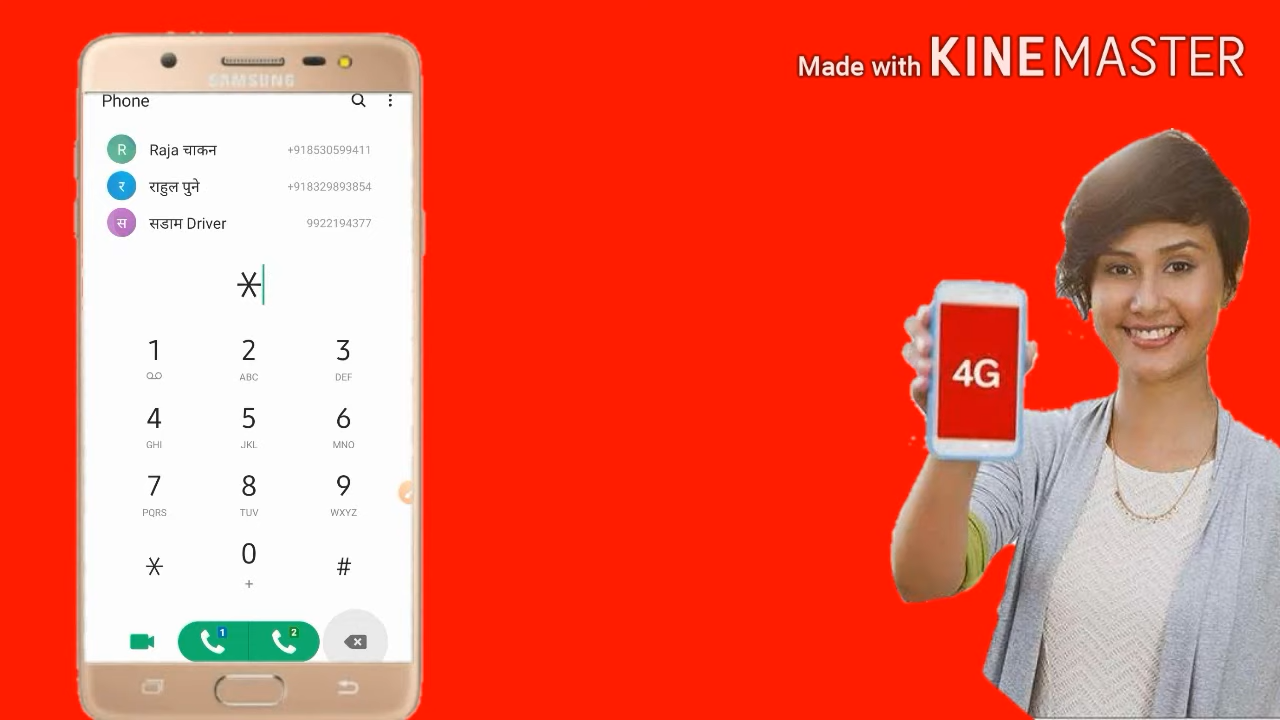 Made with KINEMASTER
SAMSUNG
Phone
R Raja चाकन +918530599411
र राहुल पुने +918329893854
स सडाम Driver 9922194377
*
1 2 3
ABC DEF
4 5 6
GHI JKL MNO
7 8 9
PQRS TUV WXYZ
* 0 #
+
1 2
4G